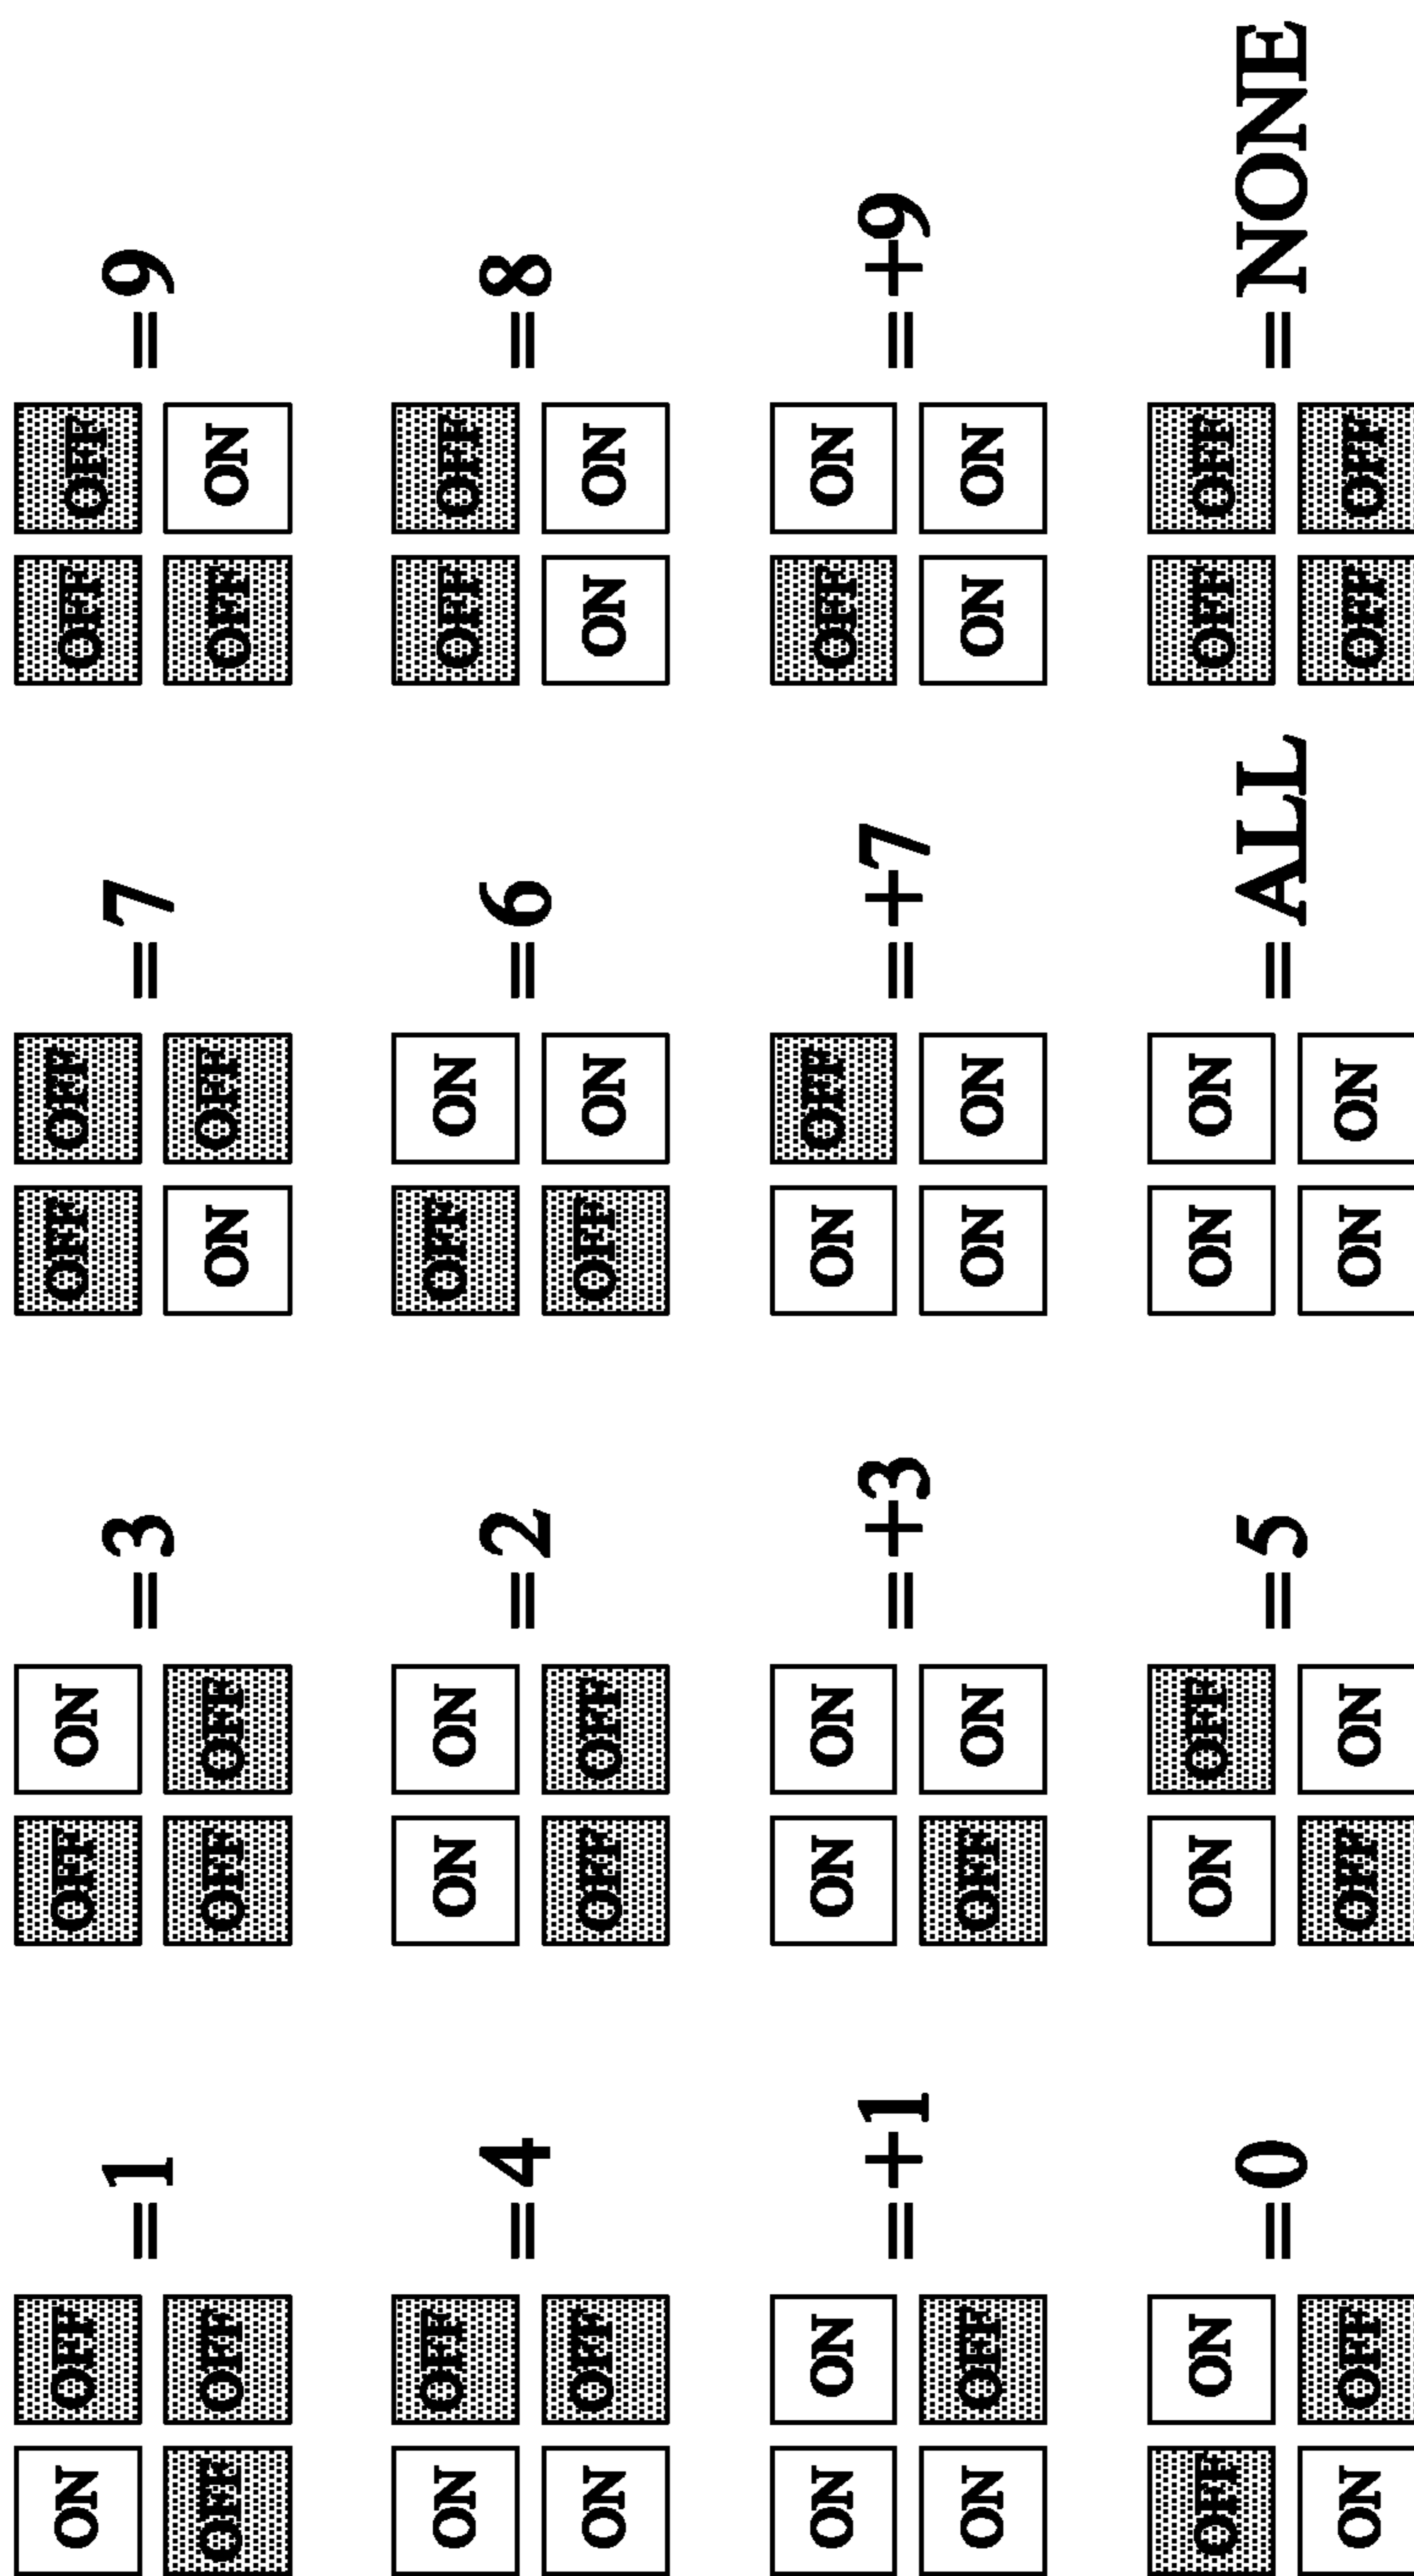 ON OFF OFF ON OFF OFF OFF OFF
=1 =3 =7 =9
OFF OFF OFF OFF ON OFF OFF ON
ON OFF ON ON OFF ON OFF OFF
=4 =2 =6 =8
ON OFF OFF OFF OFF ON ON ON
ON ON ON ON ON OFF OFF ON
=+1 =+3 =+7 =+9
ON OFF OFF ON ON ON ON ON
OFF ON ON OFF ON ON OFF OFF
=0 =5 =ALL =NONE
ON OFF OFF ON ON ON OFF OFF